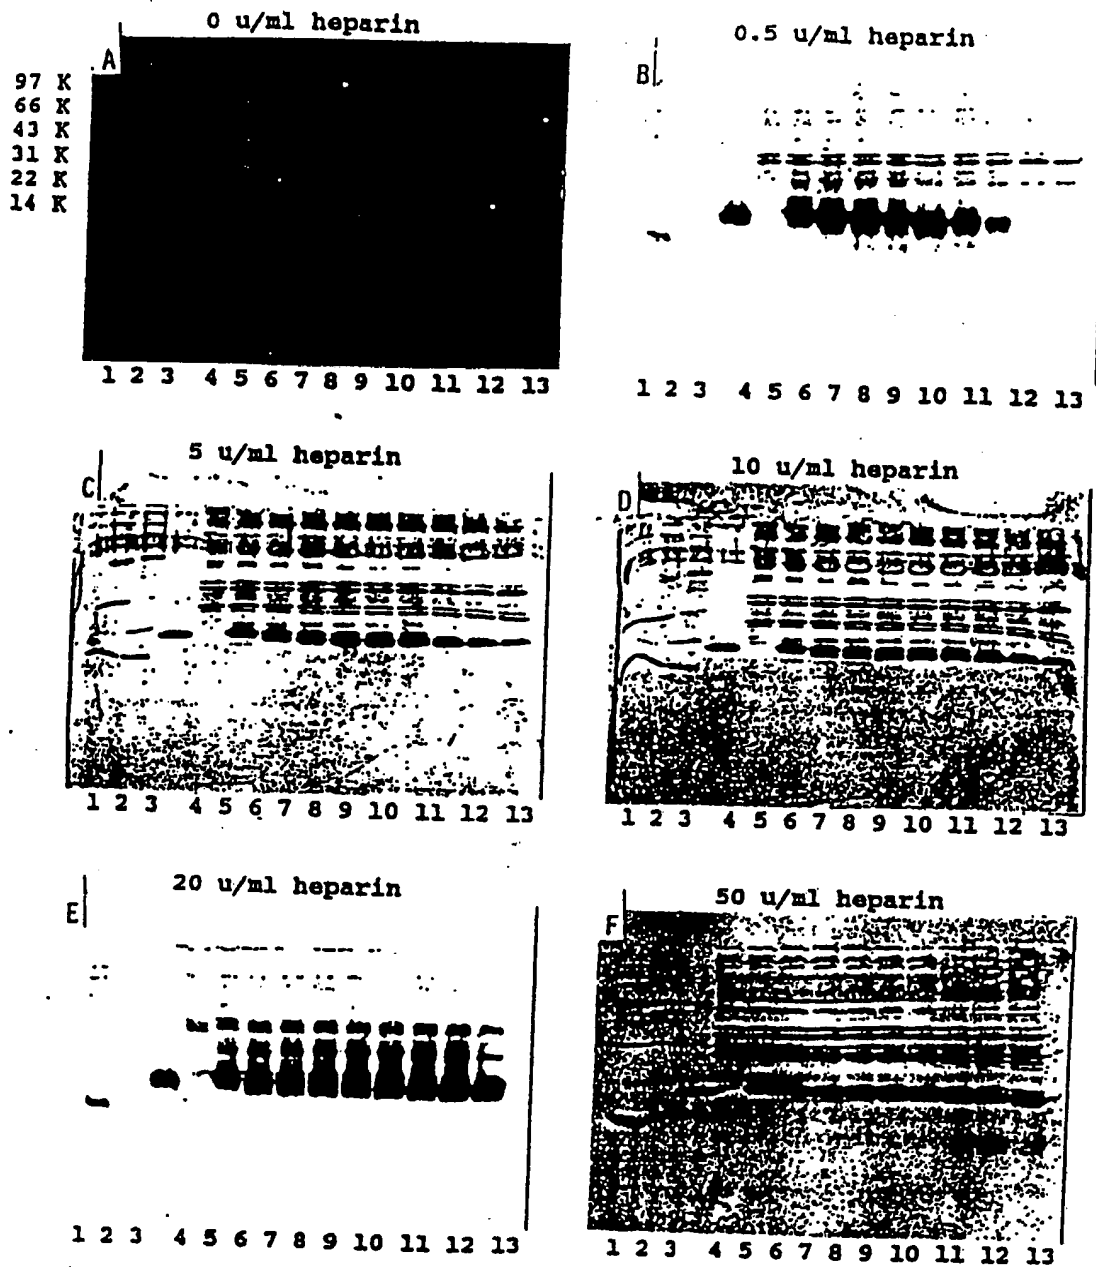 0 u/ml heparin
A
97 K
66 K
43 K
31 K
22 K
14 K
1 2 3 4 5 6 7 8 9 10 11 12 13
0.5 u/ml heparin
B
1 2 3 4 5 6 7 8 9 10 11 12 13
5 u/ml heparin
C
1 2 3 4 5 6 7 8 9 10 11 12 13
10 u/ml heparin
D
1 2 3 4 5 6 7 8 9 10 11 12 13
20 u/ml heparin
E
1 2 3 4 5 6 7 8 9 10 11 12 13
50 u/ml heparin
F
1 2 3 4 5 6 7 8 9 10 11 12 13